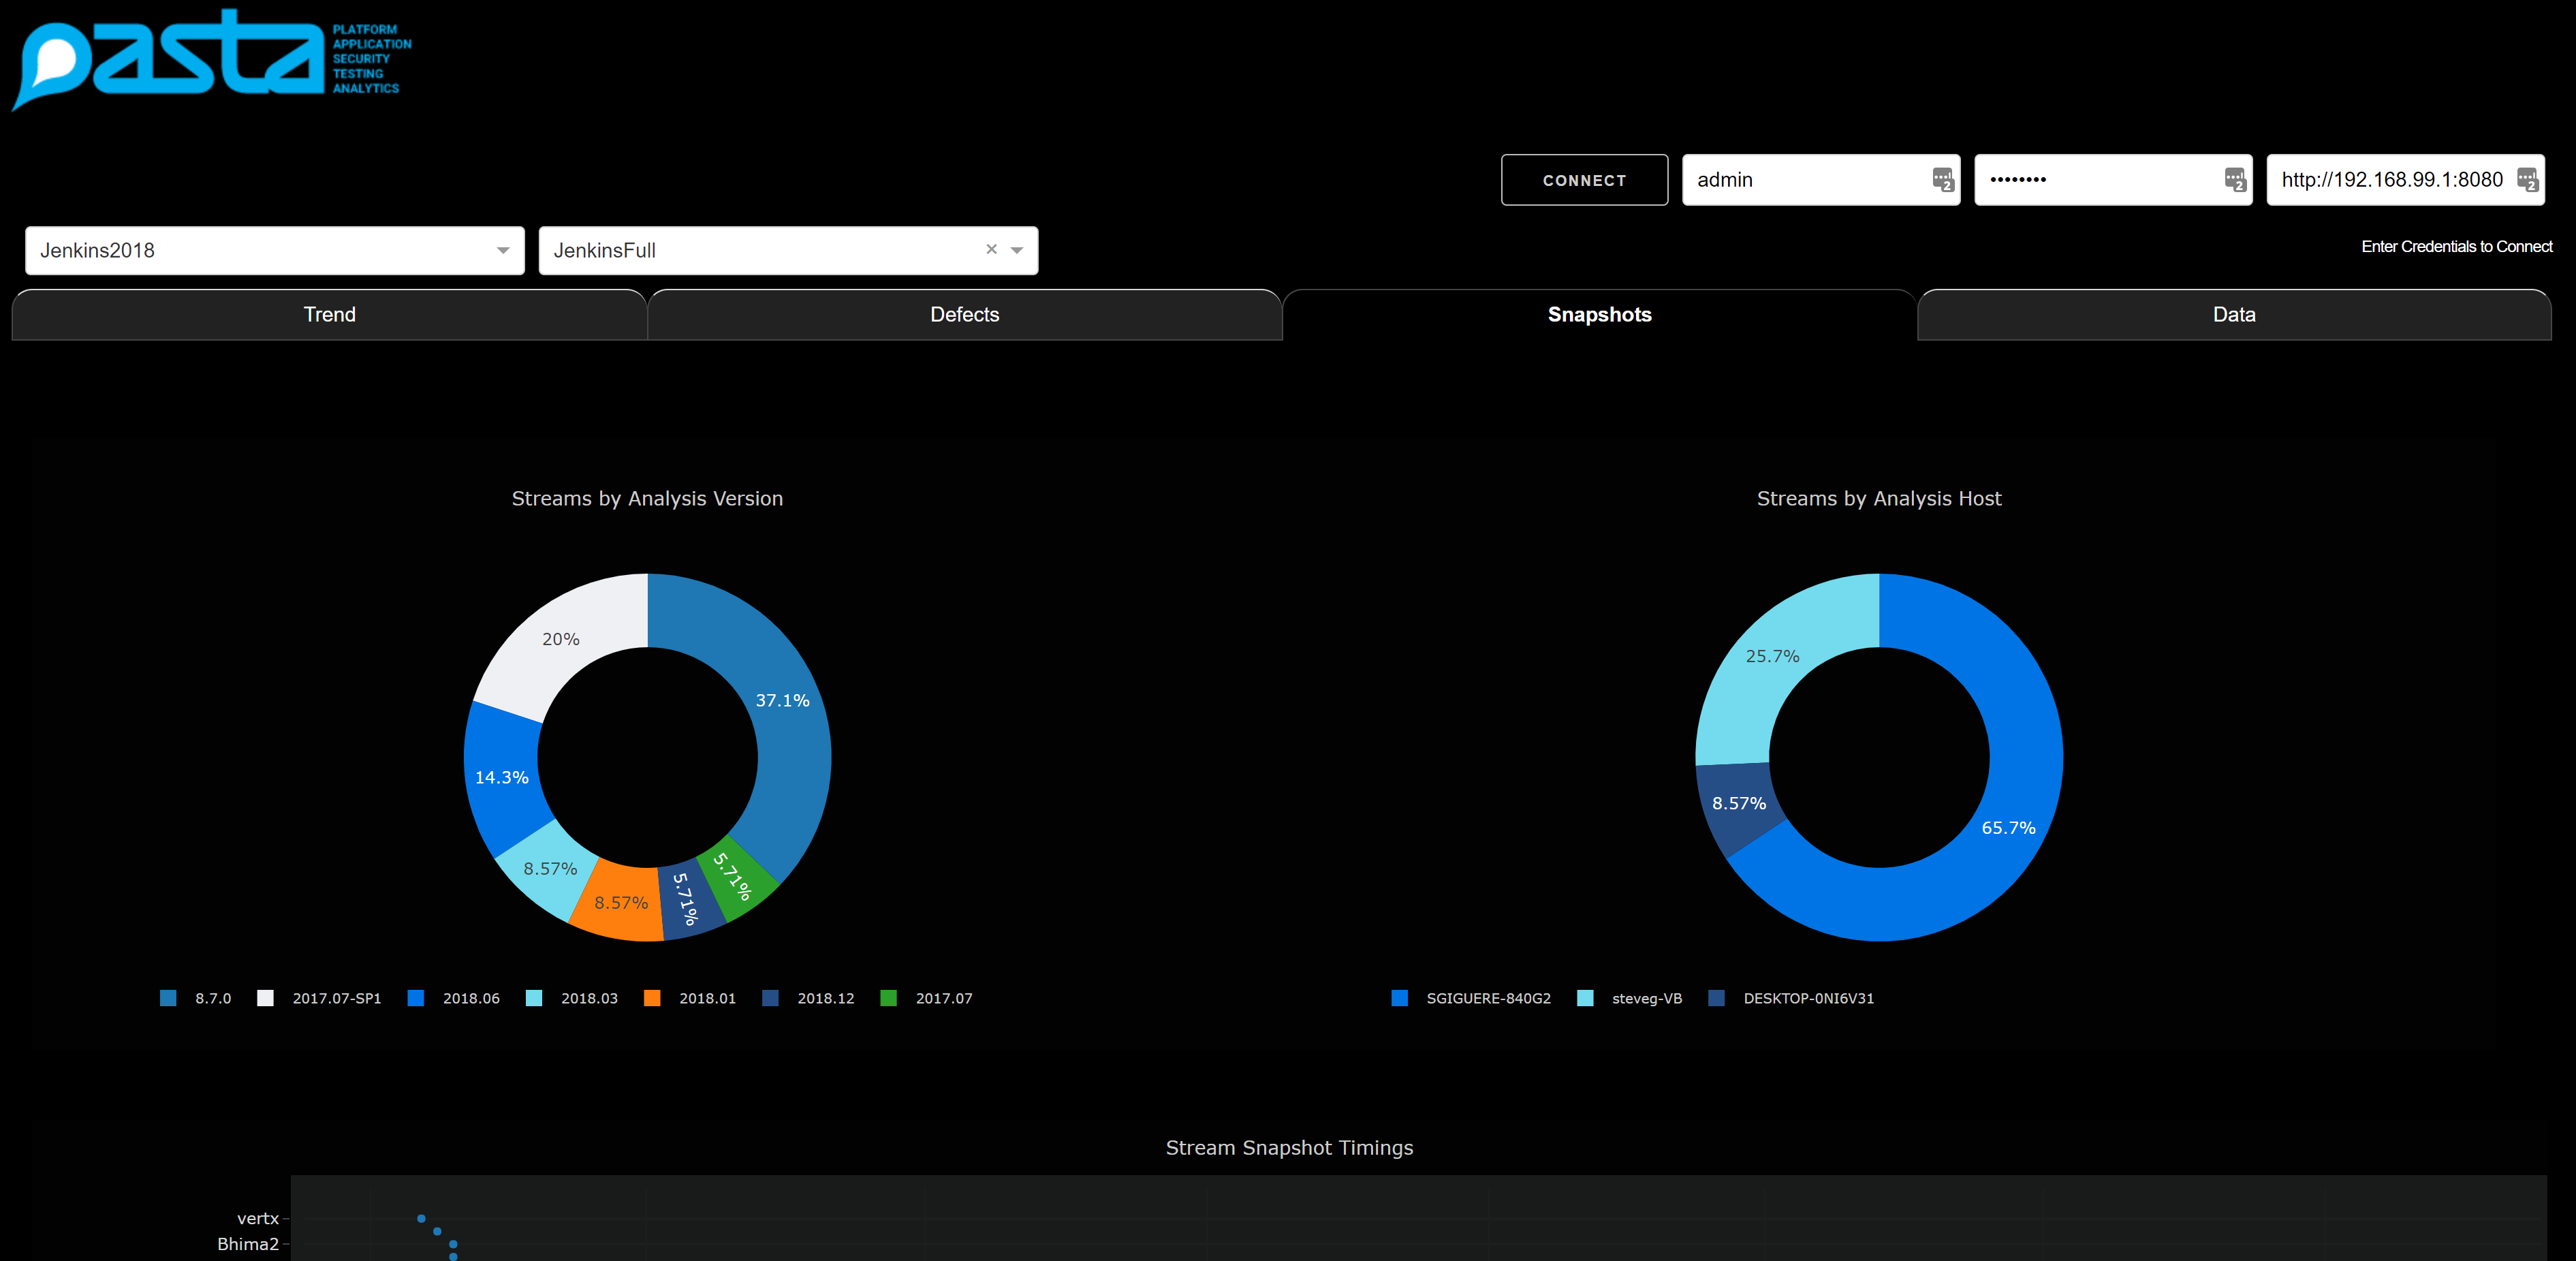 pasta
PLATFORM
APPLICATION
SECURITY
TESTING
ANALYTICS
CONNECT
admin
••••••••
http://192.168.99.1:8080
Jenkins2018
JenkinsFull
Enter Credentials to Connect
Trend
Defects
Snapshots
Data
Streams by Analysis Version
20%
37.1%
14.3%
8.57%
8.57%
5.71%
5.71%
8.7.0
2017.07-SP1
2018.06
2018.03
2018.01
2018.12
2017.07
Streams by Analysis Host
25.7%
8.57%
65.7%
SGIGUERE-840G2
steveg-VB
DESKTOP-0NI6V31
Stream Snapshot Timings
vertx
Bhima2